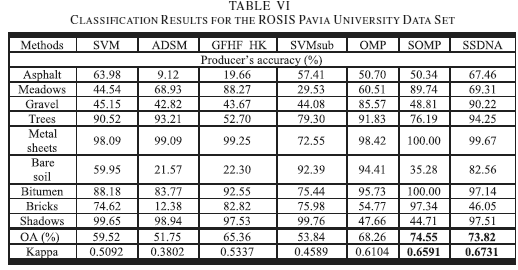 TABLE VI
CLASSIFICATION RESULTS FOR THE ROSIS PAVIA UNIVERSITY DATA SET
Methods SVM ADSM GFHF_HK SVMsub OMP SOMP SSDNA
Producer's accuracy (%)
Asphalt 63.98 9.12 19.66 57.41 50.70 50.34 67.46
Meadows 44.54 68.93 88.27 29.53 60.51 89.74 69.31
Gravel 45.15 42.82 43.67 44.08 85.57 48.81 90.22
Trees 90.52 93.21 52.70 79.30 91.83 76.19 94.25
Metal
sheets 98.09 99.09 99.25 72.55 98.42 100.00 99.67
Bare
soil 59.95 21.57 22.30 92.39 94.41 35.28 82.56
Bitumen 88.18 83.77 92.55 75.44 95.73 100.00 97.14
Bricks 74.62 12.38 82.82 75.98 54.77 97.34 46.05
Shadows 99.65 98.94 97.53 99.76 47.66 44.71 97.51
OA (%) 59.52 51.75 65.36 53.84 68.26 74.55 73.82
Kappa 0.5092 0.3802 0.5337 0.4589 0.6104 0.6591 0.6731